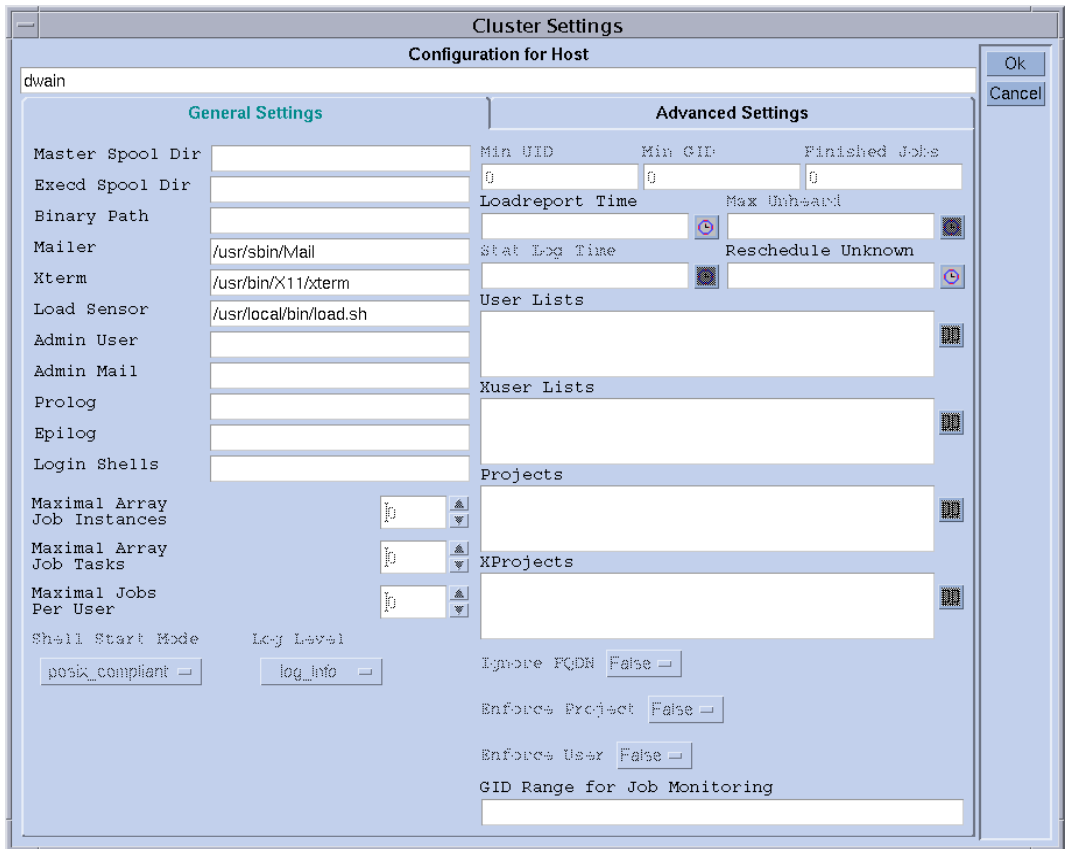 Cluster Settings
Configuration for Host
dwain
Ok
Cancel
General Settings
Advanced Settings
Master Spool Dir
Execd Spool Dir
Binary Path
Mailer /usr/sbin/Mail
Xterm /usr/bin/X11/xterm
Load Sensor /usr/local/bin/load.sh
Admin User
Admin Mail
Prolog
Epilog
Login Shells
Maximal Array
Job Instances
0
Maximal Array
Job Tasks
0
Maximal Jobs
Per User
0
Shell Start Mode Log Level
posix_compliant log_info
Min UID Min GID Finished Jobs
0 0 0
Loadreport Time Max Unheard
Stat Log Time Reschedule Unknown
User Lists
Xuser Lists
Projects
XProjects
Ignore FQDN False
Enforce Project False
Enforce User False
GID Range for Job Monitoring